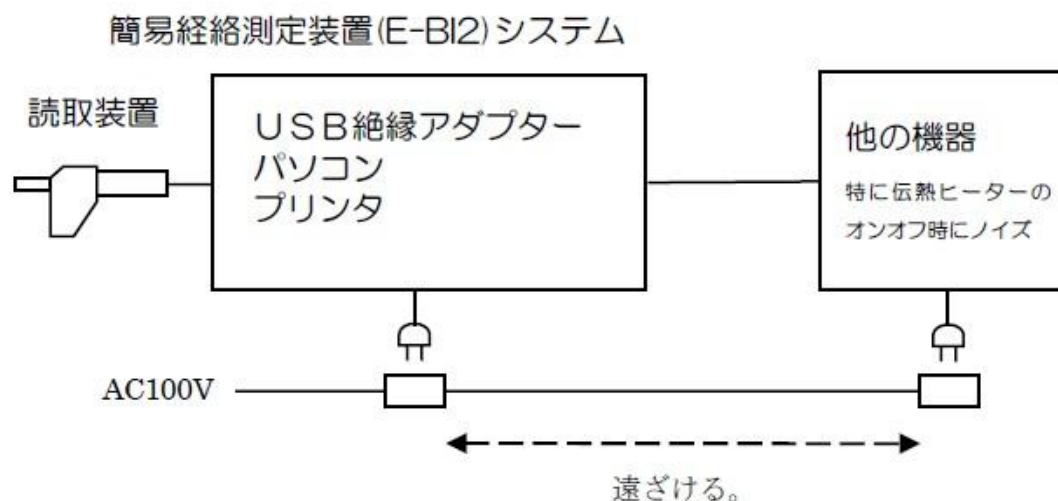 簡易経絡測定装置(E-BI2)システム
読取装置
ＵＳＢ絶縁アダプター
パソコン
プリンタ
他の機器
特に伝熱ヒーターの
オンオフ時にノイズ
AC100V
遠ざける。